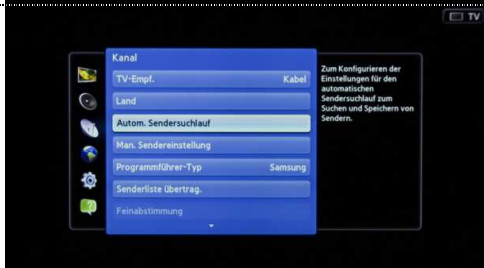 TV
Kanal
TV-Empf. Kabel
Land
Autom. Sendersuchlauf
Man. Sendereinstellung
Programmführer-Typ Samsung
Senderliste übertrag.
Feinabstimmung
Zum Konfigurieren der
Einstellungen für den
automatischen
Sendersuchlauf zum
Suchen und Speichern von
Sendern.